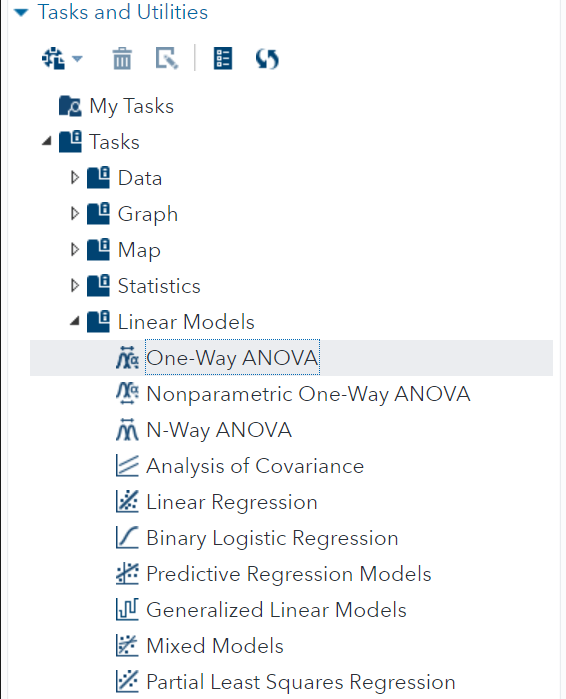 Tasks and Utilities
My Tasks
Tasks
Data
Graph
Map
Statistics
Linear Models
One-Way ANOVA
Nonparametric One-Way ANOVA
N-Way ANOVA
Analysis of Covariance
Linear Regression
Binary Logistic Regression
Predictive Regression Models
Generalized Linear Models
Mixed Models
Partial Least Squares Regression